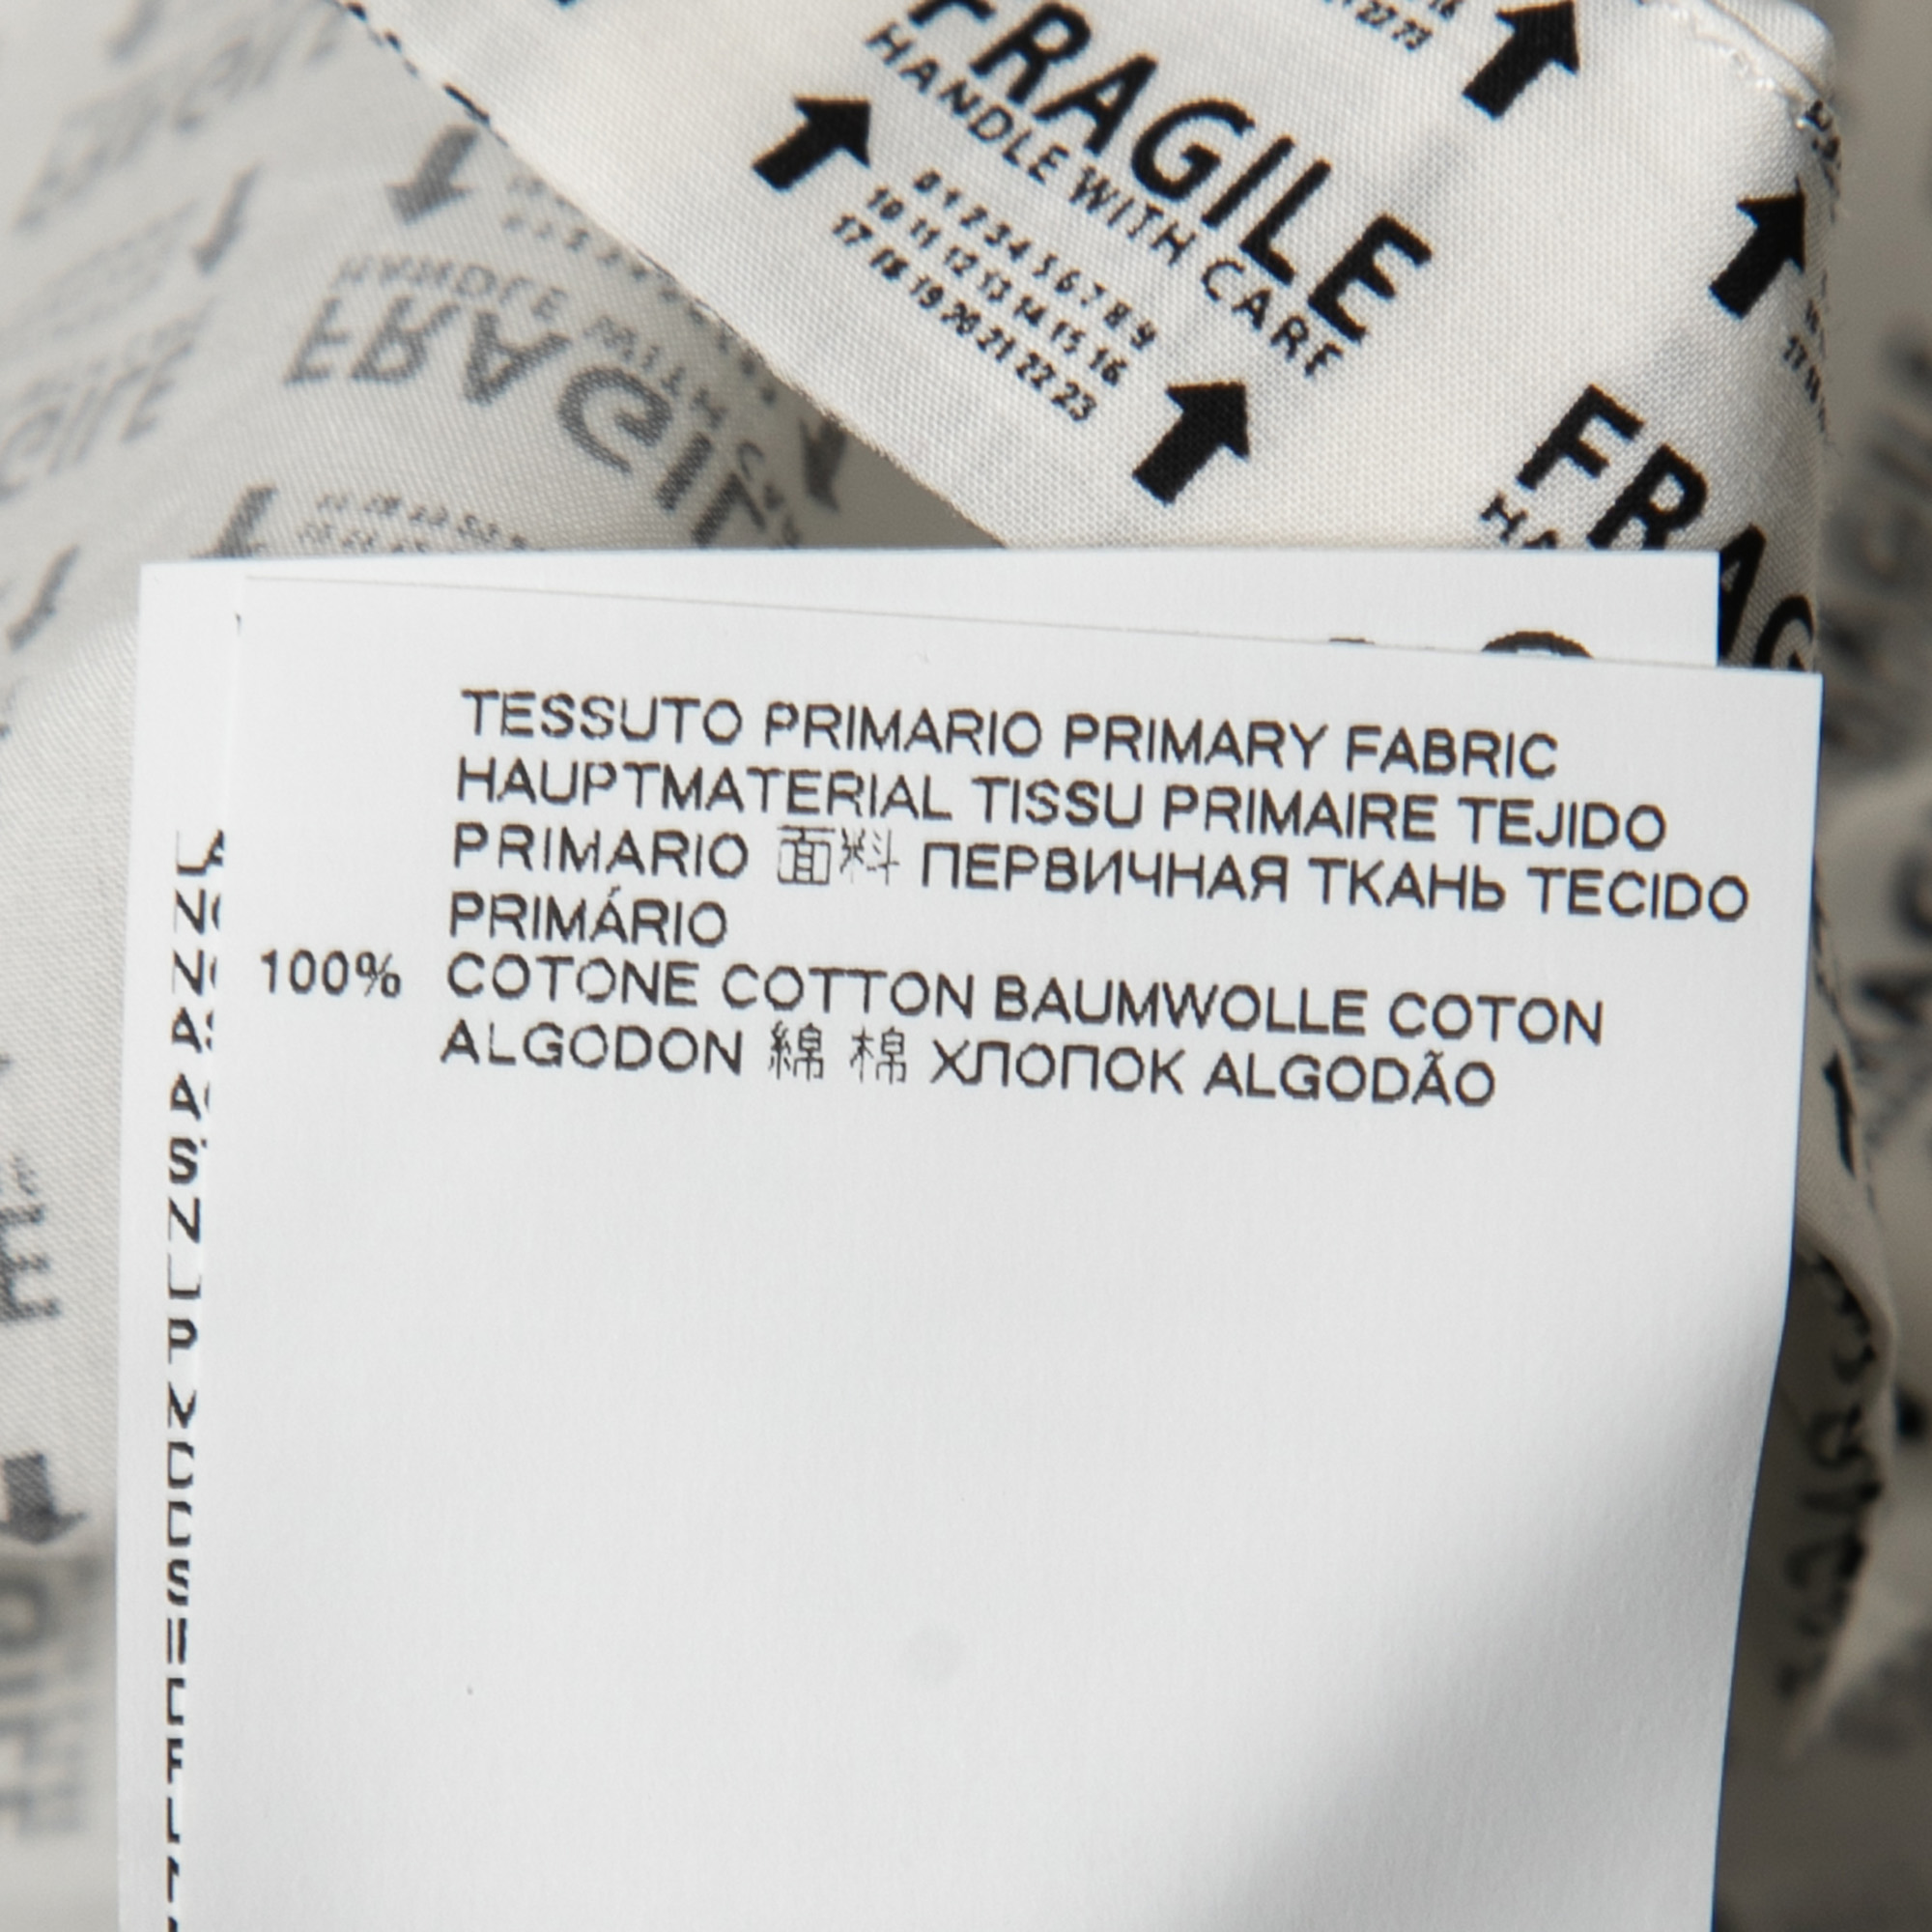 FRAGILE
HANDLE WITH CARE
0 1 2 3 4 5 6 7 8 9
10 11 12 13 14 15 16
17 18 19 20 21 22 23
TESSUTO PRIMARIO PRIMARY FABRIC
HAUPTMATERIAL TISSU PRIMAIRE TEJIDO
PRIMARIO 面料 ПЕРВИЧНАЯ ТКАНЬ TECIDO
PRIMÁRIO
100% COTONE COTTON BAUMWOLLE COTON
ALGODON 綿 棉 ХЛОПОК ALGODÃO